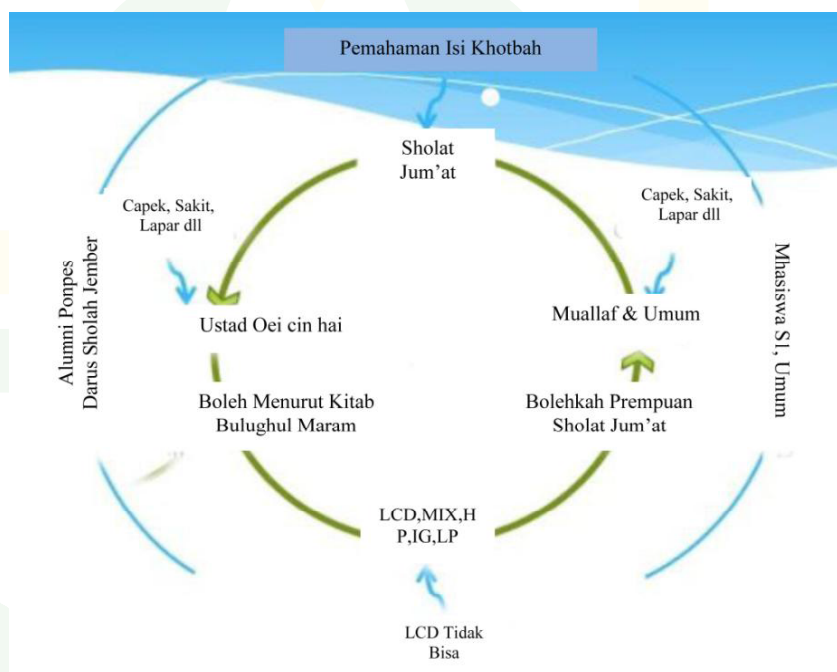 Pemahaman Isi Khotbah
Sholat
Jum’at
Capek, Sakit,
Lapar dll
Capek, Sakit,
Lapar dll
Alumni Ponpes
Darus Sholah Jember
Mhasiswa S1, Umum
Ustad Oei cin hai
Muallaf & Umum
Boleh Menurut Kitab
Bulughul Maram
Bolehkah Prempuan
Sholat Jum’at
LCD,MIX,H
P,IG,LP
LCD Tidak
Bisa